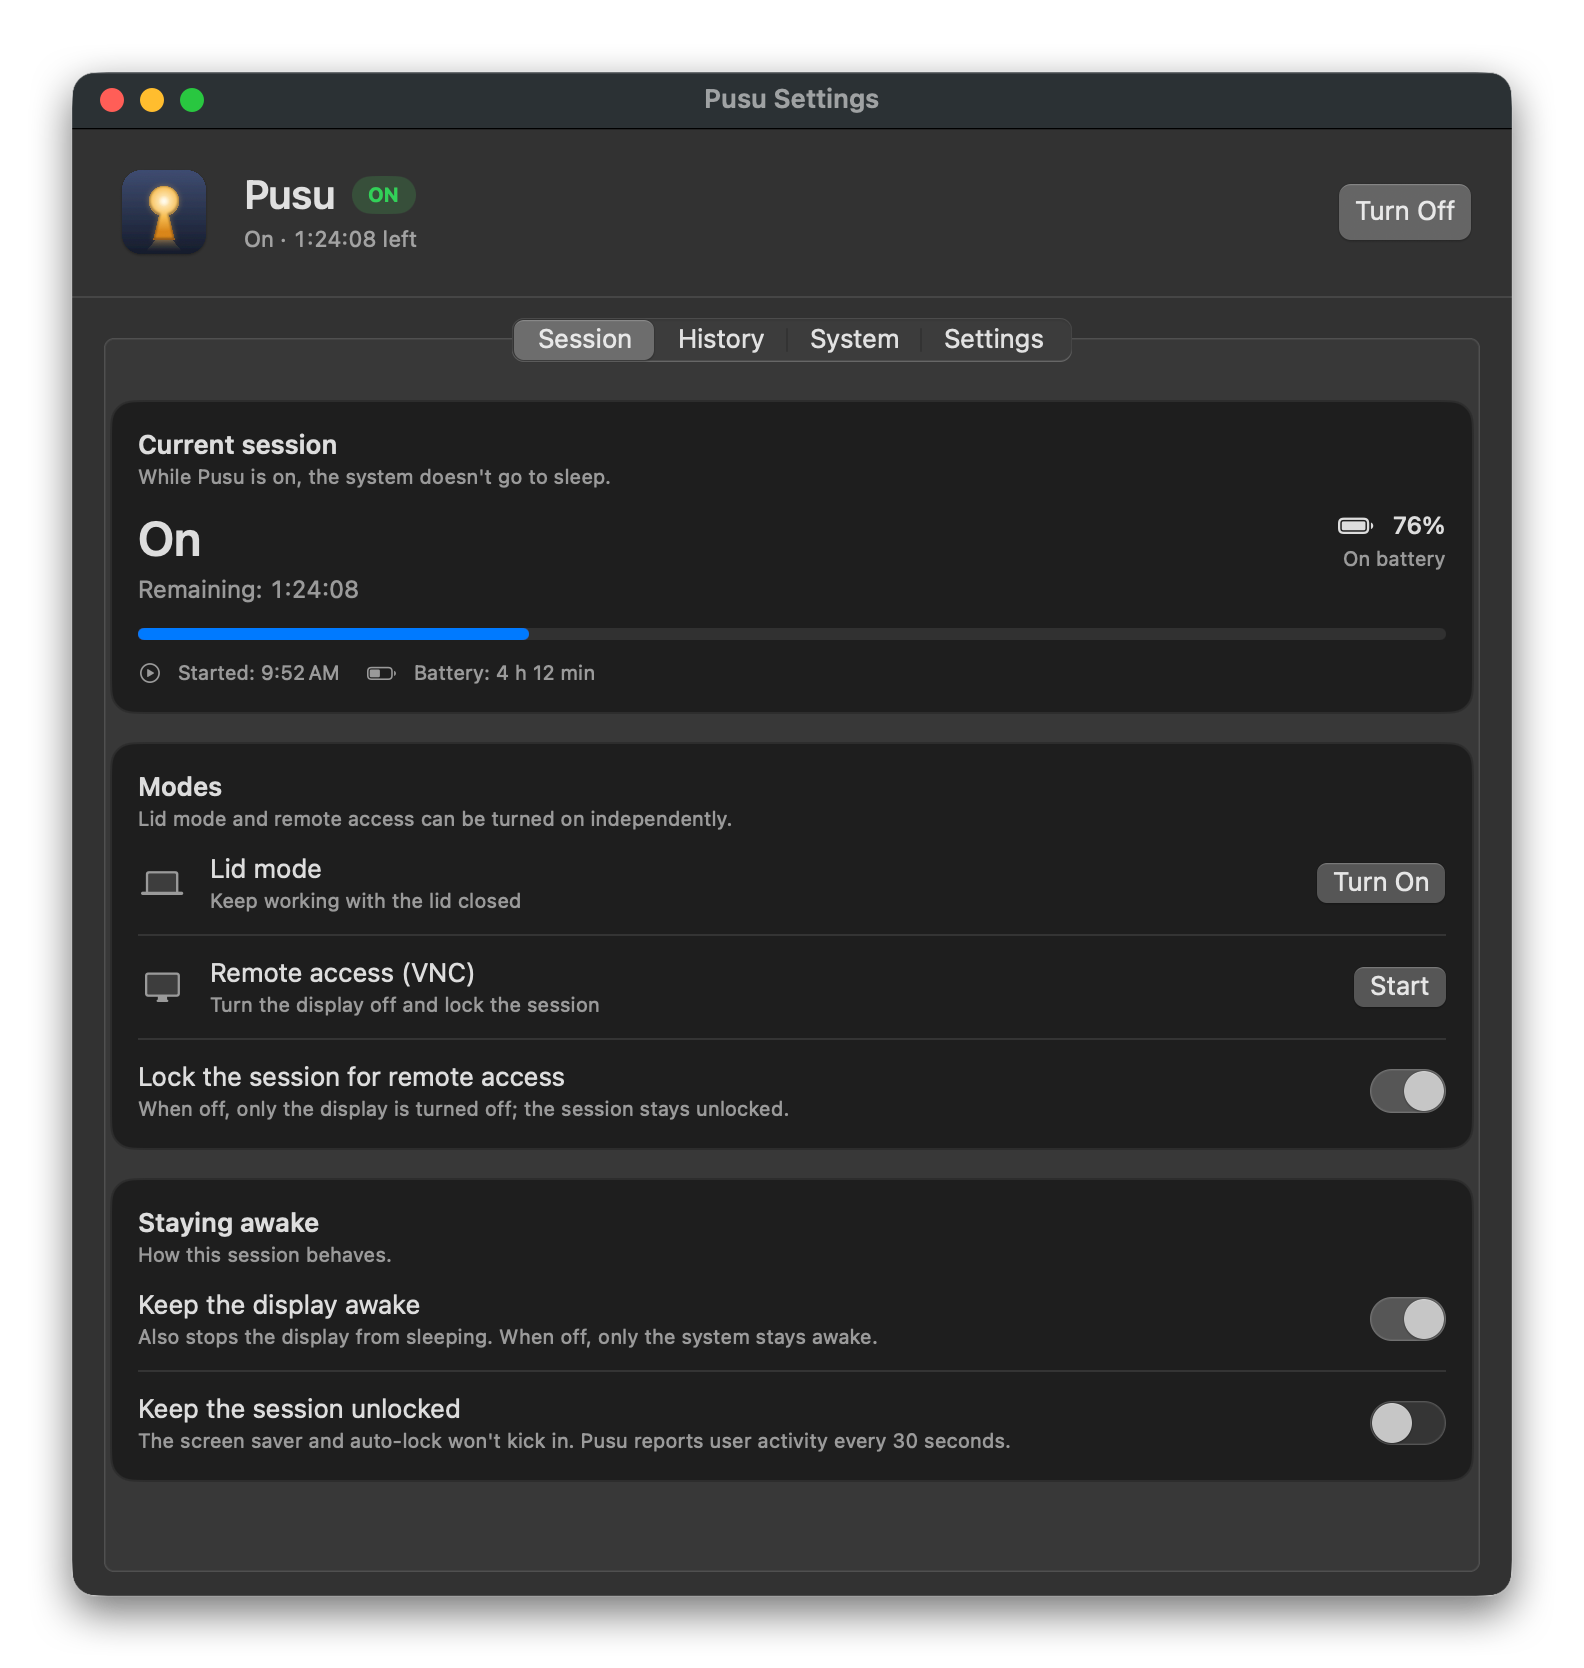 Pusu Settings
Pusu ON
On · 1:24:08 left
Turn Off
Session History System Settings
Current session
While Pusu is on, the system doesn't go to sleep.
On
76%
On battery
Remaining: 1:24:08
Started: 9:52 AM Battery: 4 h 12 min
Modes
Lid mode and remote access can be turned on independently.
Lid mode
Keep working with the lid closed
Turn On
Remote access (VNC)
Turn the display off and lock the session
Start
Lock the session for remote access
When off, only the display is turned off; the session stays unlocked.
Staying awake
How this session behaves.
Keep the display awake
Also stops the display from sleeping. When off, only the system stays awake.
Keep the session unlocked
The screen saver and auto-lock won't kick in. Pusu reports user activity every 30 seconds.